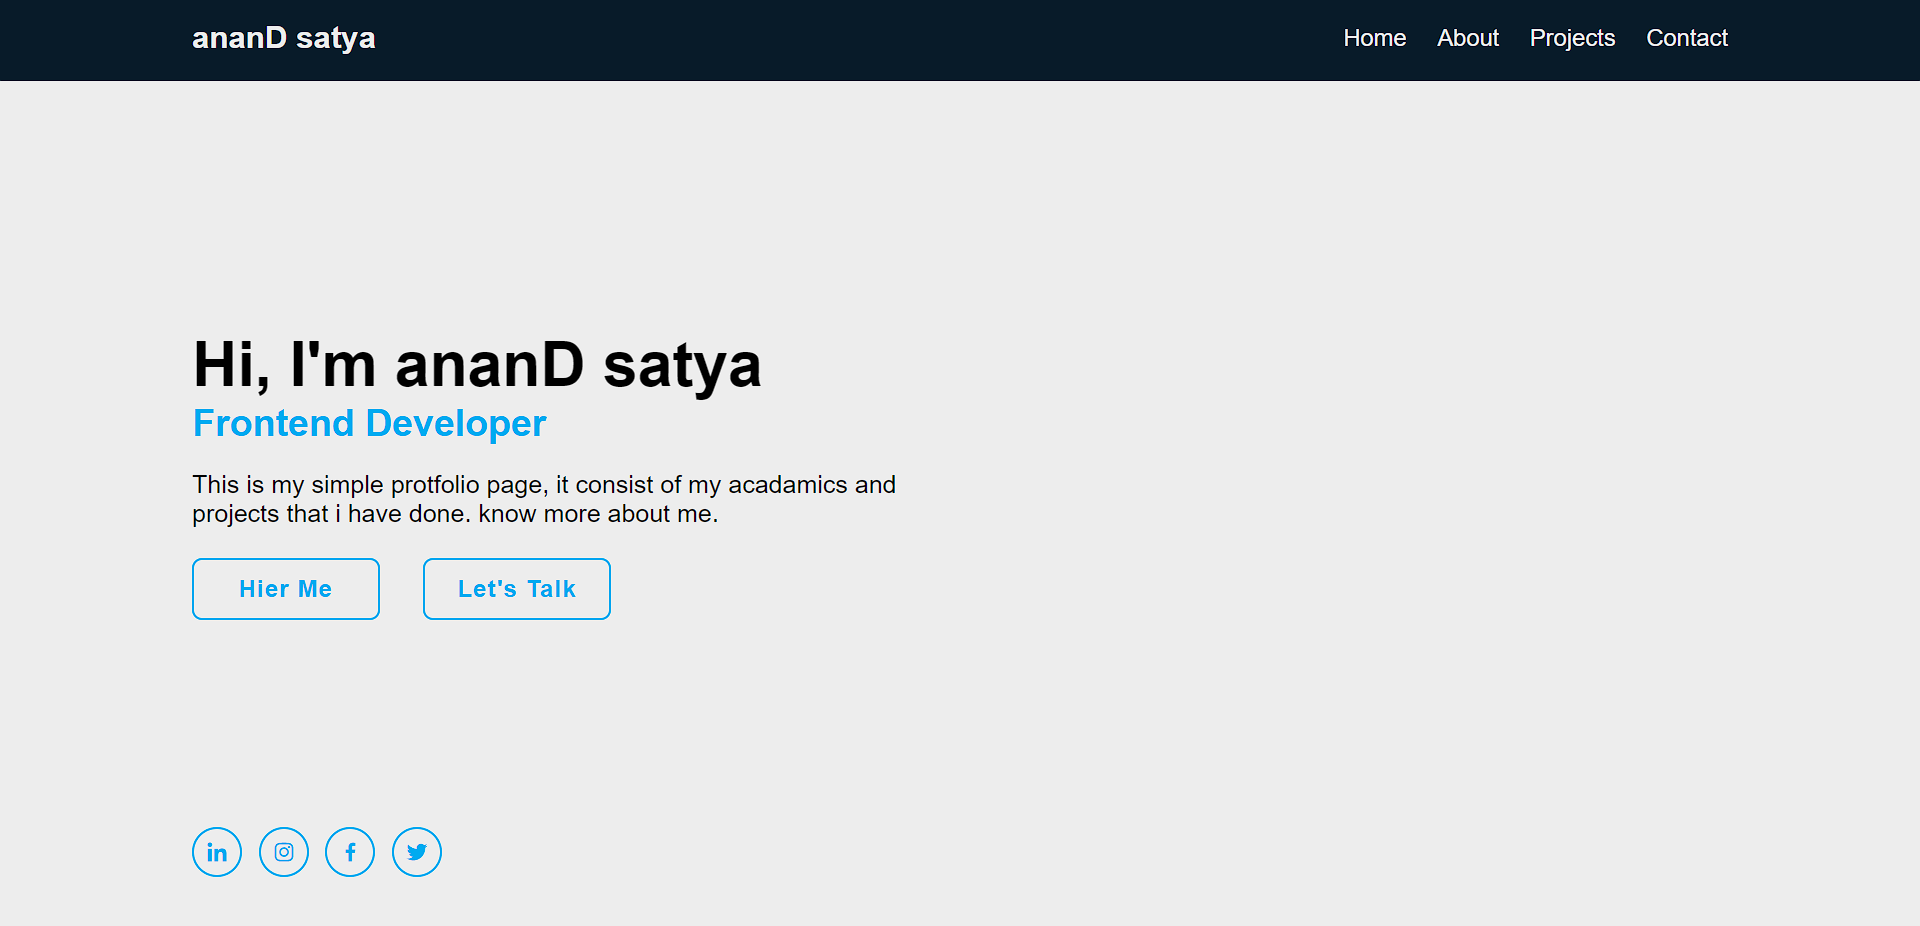 ananD satya
Home About Projects Contact
Hi, I'm ananD satya
Frontend Developer
This is my simple protfolio page, it consist of my acadamics and
projects that i have done. know more about me.
Hier Me
Let's Talk